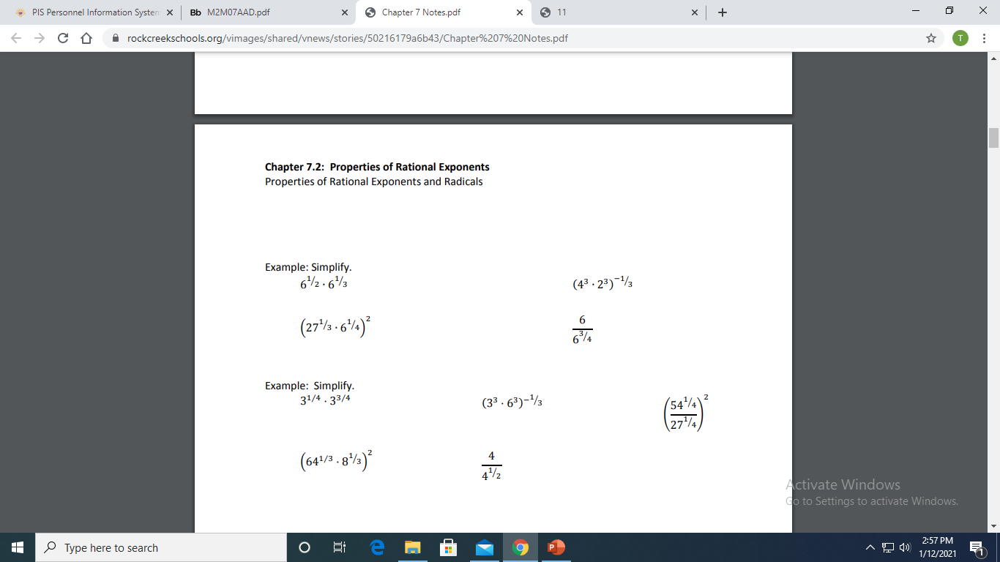 PIS Personnel Information System
Bb M2M07AAD.pdf
Chapter 7 Notes.pdf
11
rockcreekschools.org/vimages/shared/vnews/stories/50216179a6b43/Chapter%207%20Notes.pdf
T
Chapter 7.2: Properties of Rational Exponents
Properties of Rational Exponents and Radicals
Example: Simplify.
6^1/2 · 6^1/3 (4³ · 2³)^−1/3
(27^1/3 · 6^1/4)² 6/6^3/4
Example: Simplify.
3^1/4 · 3^3/4 (3³ · 6³)^−1/3 (54^1/4/27^1/4)²
(64^1/3 · 8^1/3)² 4/4^1/2
Activate Windows
Go to Settings to activate Windows.
Type here to search
2:57 PM
1/12/2021
1